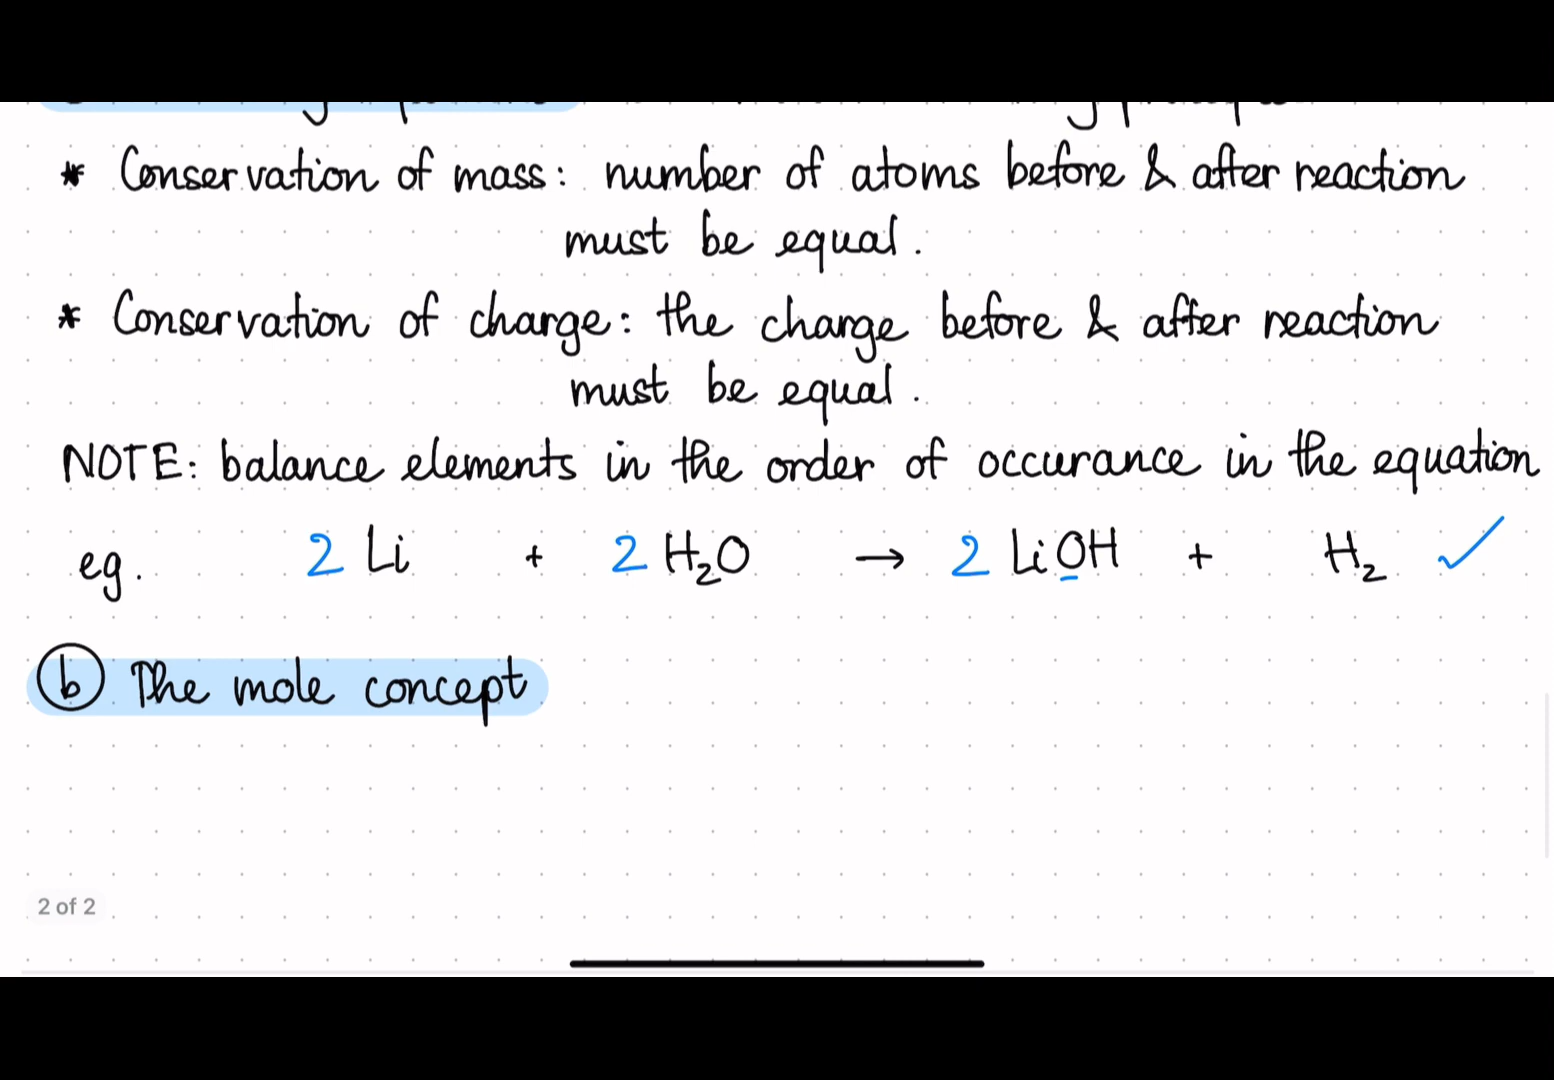 * Conservation of mass: number of atoms before & after reaction
must be equal.
* Conservation of charge: the charge before & after reaction
must be equal.
NOTE: balance elements in the order of occurance in the equation
eg. 2 Li + 2 H₂O → 2 LiOH + H₂ ✓
ⓑ The mole concept
2 of 2